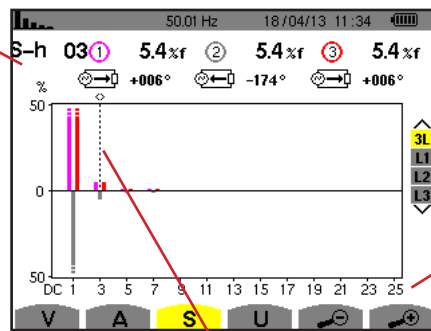 50.01 Hz 18/04/13 11:34
S-h 03 1 5.4%f 2 5.4%f 3 5.4%f
+006° -174° +006°
%
50
3L
L1
L2
L3
0
50
DC 1 3 5 7 9 11 13 15 17 19 21 23 25
V A S U